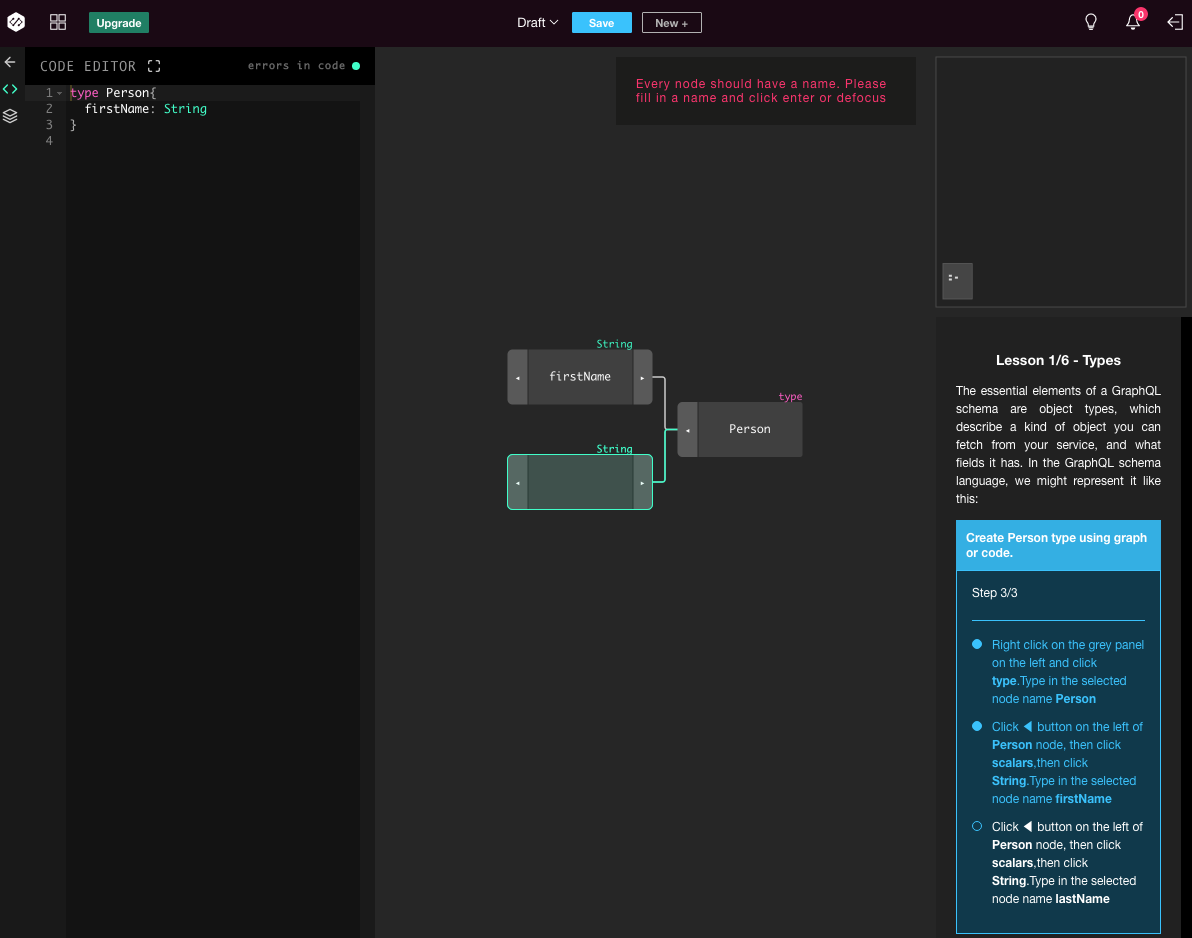 Upgrade
Draft
Save
New +
0
CODE EDITOR
errors in code
1 type Person{
2 firstName: String
3 }
4
Every node should have a name. Please
fill in a name and click enter or defocus
String
firstName
type
Person
String
Lesson 1/6 - Types
The essential elements of a GraphQL
schema are object types, which
describe a kind of object you can
fetch from your service, and what
fields it has. In the GraphQL schema
language, we might represent it like
this:
Create Person type using graph
or code.
Step 3/3
Right click on the grey panel
on the left and click
type.Type in the selected
node name Person
Click ◀ button on the left of
Person node, then click
scalars,then click
String.Type in the selected
node name firstName
Click ◀ button on the left of
Person node, then click
scalars,then click
String.Type in the selected
node name lastName